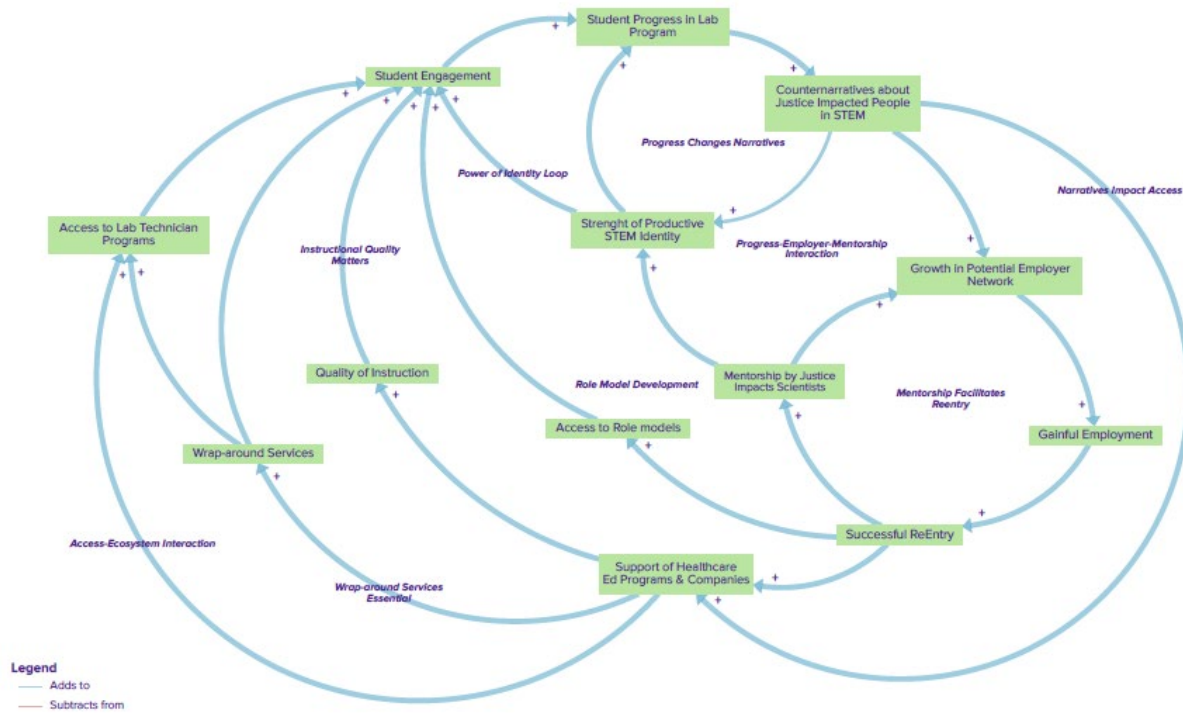 Student Progress in Lab
Program
+
+
Student Engagement
+
+
+
+
+
+
+
Counternarratives about
Justice Impacted People
in STEM
Progress Changes Narratives
Power of Identity Loop
Narratives Impact Access
Access to Lab Technician
Programs
+
+
Strenght of Productive
STEM Identity
+
+
Instructional Quality
Matters
Progress-Employer-Mentorship
Interaction
+
Growth in Potential Employer
Network
+
Quality of Instruction
+
Mentorship by Justice
Impacts Scientists
+
Role Model Development
Mentorship Facilitates
Reentry
+
Access to Role models
+
Gainful Employment
Wrap-around Services
+
+
Successful ReEntry
Access-Ecosystem Interaction
Support of Healthcare
Ed Programs & Companies
+
+
Wrap-around Services
Essential
Legend
Adds to
Subtracts from